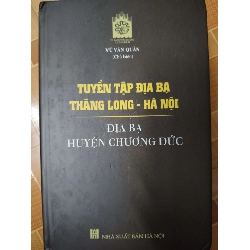 VŨ VĂN QUÂN
(Chủ biên)
TUYỂN TẬP ĐỊA BẠ
THĂNG LONG - HÀ NỘI
ĐỊA BẠ
HUYỆN CHƯƠNG ĐỨC
NHÀ XUẤT BẢN HÀ NỘI